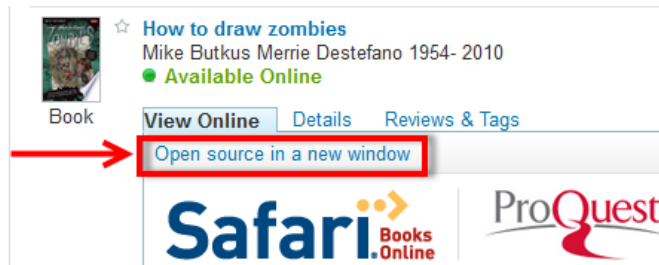 ZOMBIES
How to draw zombies
Mike Butkus Merrie Destefano 1954- 2010
Available Online
Book
View Online Details Reviews & Tags
Open source in a new window
Safari Books Online
ProQuest